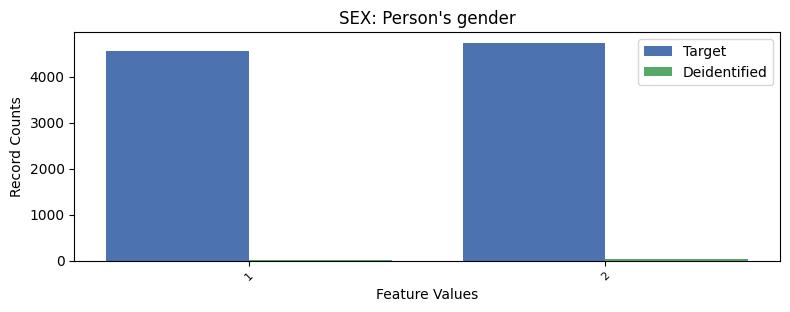 SEX: Person's gender
Target
Deidentified
Record Counts
4000
3000
2000
1000
0
1
2
Feature Values